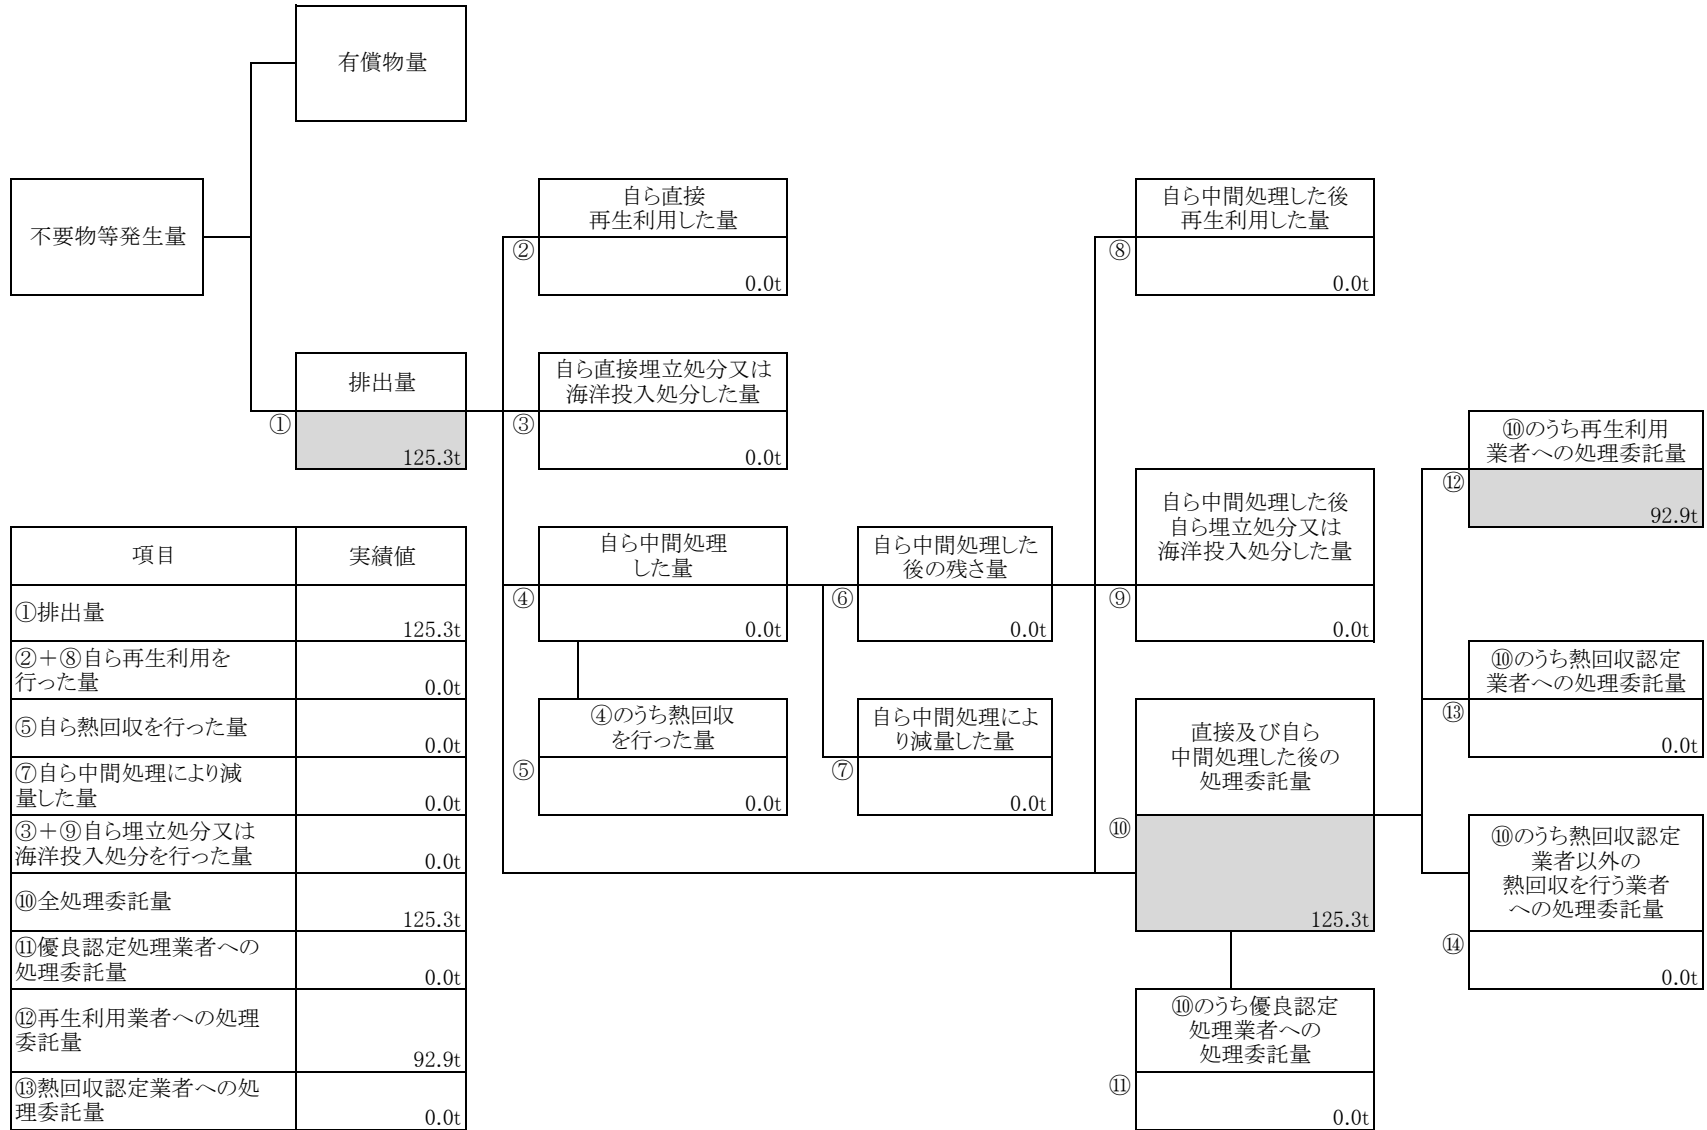 有償物量
不要物等発生量
排出量
①
125.3t
自ら直接
再生利用した量
②
0.0t
自ら直接埋立処分又は
海洋投入処分した量
③
0.0t
自ら中間処理
した量
④
0.0t
④のうち熱回収
を行った量
⑤
0.0t
自ら中間処理した
後の残さ量
⑥
0.0t
自ら中間処理によ
り減量した量
⑦
0.0t
自ら中間処理した後
再生利用した量
⑧
0.0t
自ら中間処理した後
自ら埋立処分又は
海洋投入処分した量
⑨
0.0t
直接及び自ら
中間処理した後の
処理委託量
⑩
125.3t
⑩のうち優良認定
処理業者への
処理委託量
⑪
0.0t
⑩のうち再生利用
業者への処理委託量
⑫
92.9t
⑩のうち熱回収認定
業者への処理委託量
⑬
0.0t
⑩のうち熱回収認定
業者以外の
熱回収を行う業者
への処理委託量
⑭
0.0t
項目 実績値
①排出量
125.3t
②＋⑧自ら再生利用を
行った量
0.0t
⑤自ら熱回収を行った量
0.0t
⑦自ら中間処理により減
量した量
0.0t
③＋⑨自ら埋立処分又は
海洋投入処分を行った量
0.0t
⑩全処理委託量
125.3t
⑪優良認定処理業者への
処理委託量
0.0t
⑫再生利用業者への処理
委託量
92.9t
⑬熱回収認定業者への処
理委託量
0.0t